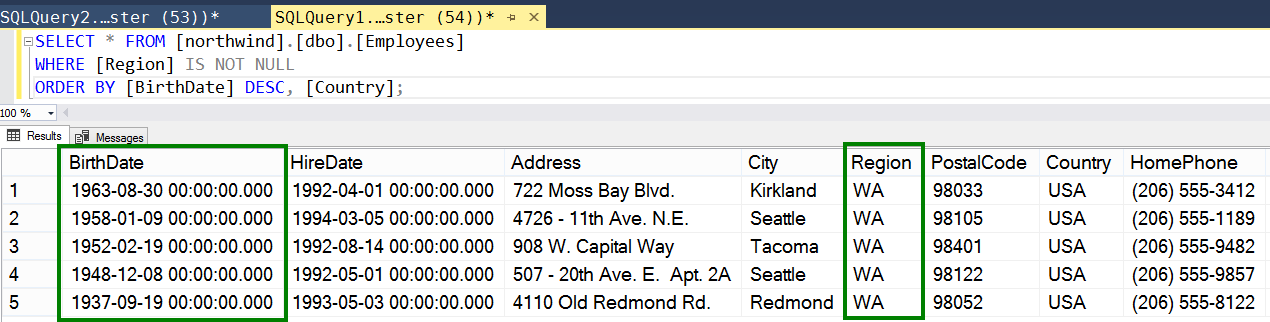 SQLQuery2....ster (53))* SQLQuery1....ster (54))*
SELECT * FROM [northwind].[dbo].[Employees]
WHERE [Region] IS NOT NULL
ORDER BY [BirthDate] DESC, [Country];
100 %
Results Messages
BirthDate HireDate Address City Region PostalCode Country HomePhone
1 1963-08-30 00:00:00.000 1992-04-01 00:00:00.000 722 Moss Bay Blvd. Kirkland WA 98033 USA (206) 555-3412
2 1958-01-09 00:00:00.000 1994-03-05 00:00:00.000 4726 - 11th Ave. N.E. Seattle WA 98105 USA (206) 555-1189
3 1952-02-19 00:00:00.000 1992-08-14 00:00:00.000 908 W. Capital Way Tacoma WA 98401 USA (206) 555-9482
4 1948-12-08 00:00:00.000 1992-05-01 00:00:00.000 507 - 20th Ave. E. Apt. 2A Seattle WA 98122 USA (206) 555-9857
5 1937-09-19 00:00:00.000 1993-05-03 00:00:00.000 4110 Old Redmond Rd. Redmond WA 98052 USA (206) 555-8122